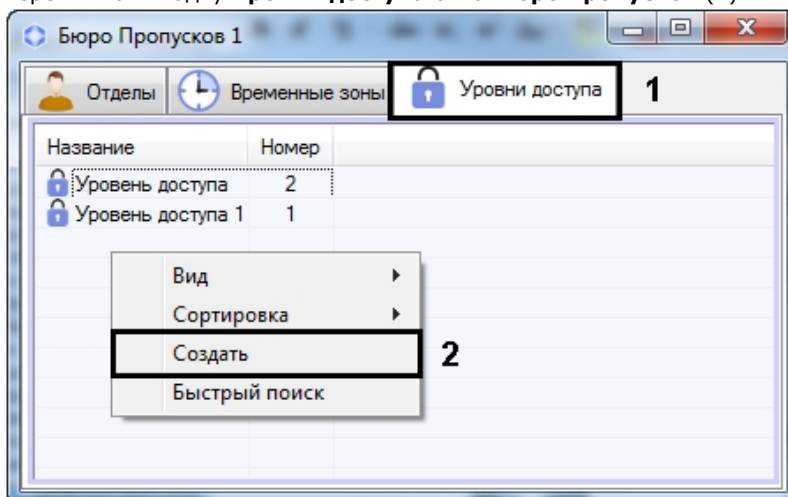 Бюро Пропусков 1
Отделы Временные зоны Уровни доступа 1
Название Номер
Уровень доступа 2
Уровень доступа 1 1
Вид
Сортировка
Создать 2
Быстрый поиск